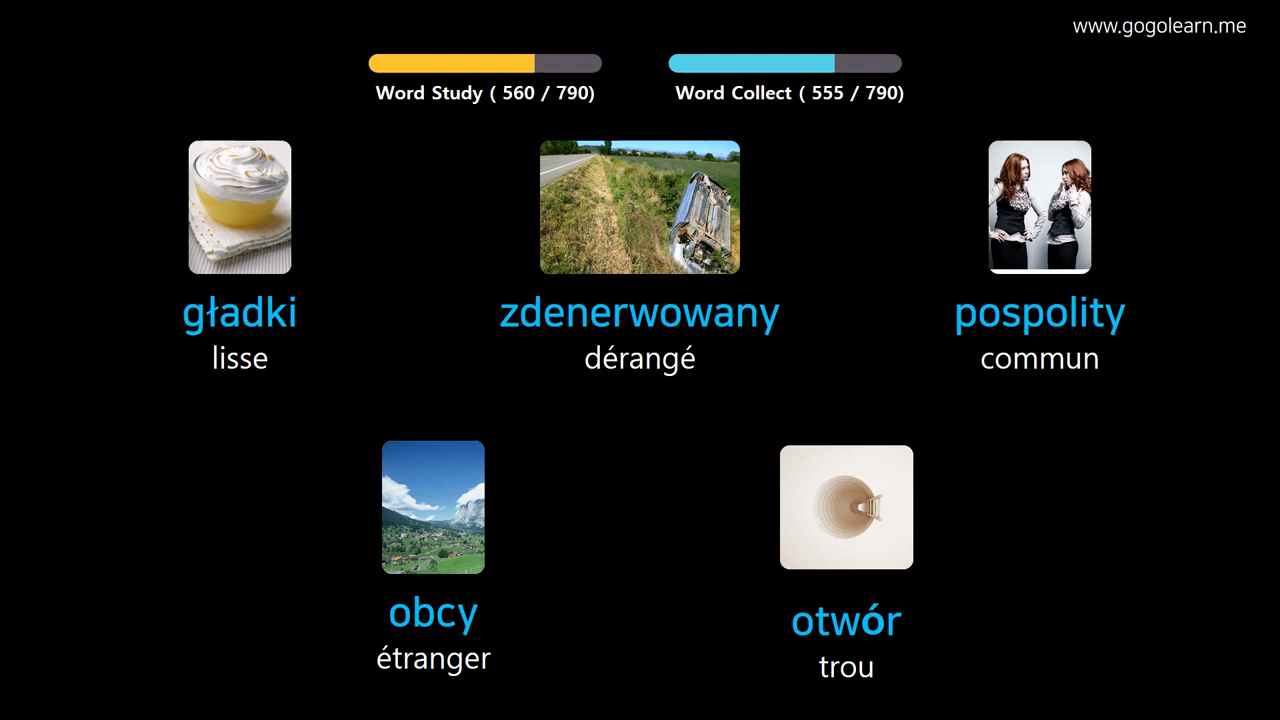 www.gogolearn.me
Word Study ( 560 / 790)
Word Collect ( 555 / 790)
gładki
lisse
zdenerwowany
dérangé
pospolity
commun
obcy
étranger
otwór
trou